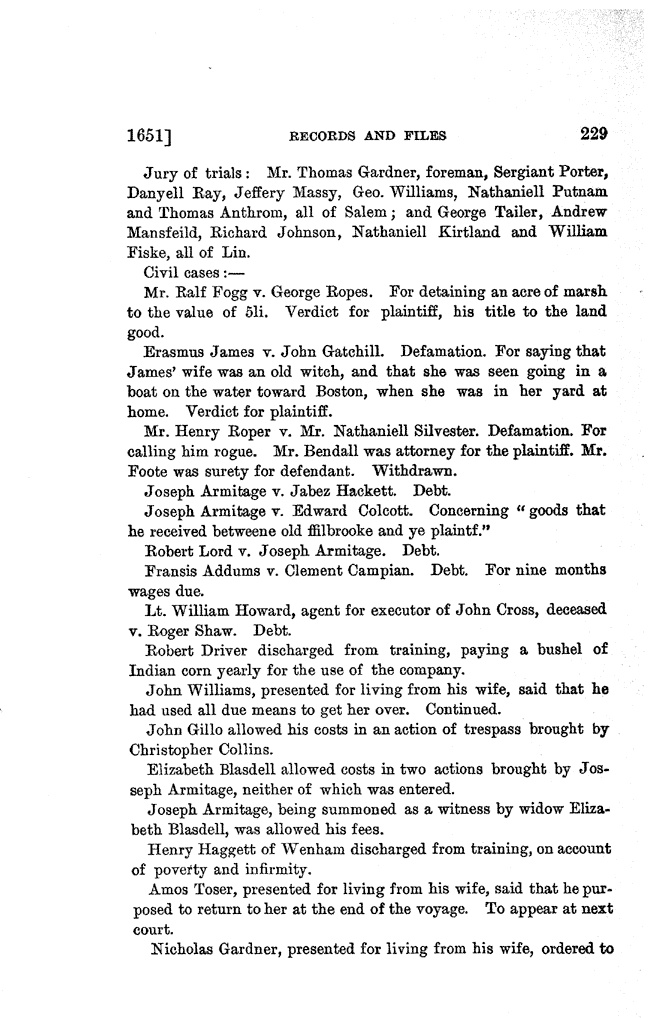 1651] RECORDS AND FILES 229
Jury of trials: Mr. Thomas Gardner, foreman, Sergiant Porter,
Danyell Ray, Jeffery Massy, Geo. Williams, Nathaniell Putnam
and Thomas Anthrom, all of Salem; and George Tailer, Andrew
Mansfeild, Richard Johnson, Nathaniell Kirtland and William
Fiske, all of Lin.
Civil cases:—
Mr. Ralf Fogg v. George Ropes. For detaining an acre of marsh
to the value of 5li. Verdict for plaintiff, his title to the land
good.
Erasmus James v. John Gatchill. Defamation. For saying that
James' wife was an old witch, and that she was seen going in a
boat on the water toward Boston, when she was in her yard at
home. Verdict for plaintiff.
Mr. Henry Roper v. Mr. Nathaniell Silvester. Defamation. For
calling him rogue. Mr. Bendall was attorney for the plaintiff. Mr.
Foote was surety for defendant. Withdrawn.
Joseph Armitage v. Jabez Hackett. Debt.
Joseph Armitage v. Edward Colcott. Concerning "goods that
he received betweene old ffilbrooke and ye plaintf."
Robert Lord v. Joseph Armitage. Debt.
Fransis Addums v. Clement Campian. Debt. For nine months
wages due.
Lt. William Howard, agent for executor of John Cross, deceased
v. Roger Shaw. Debt.
Robert Driver discharged from training, paying a bushel of
Indian corn yearly for the use of the company.
John Williams, presented for living from his wife, said that he
had used all due means to get her over. Continued.
John Gillo allowed his costs in an action of trespass brought by
Christopher Collins.
Elizabeth Blasdell allowed costs in two actions brought by Jos-
seph Armitage, neither of which was entered.
Joseph Armitage, being summoned as a witness by widow Eliza-
beth Blasdell, was allowed his fees.
Henry Haggett of Wenham discharged from training, on account
of poverty and infirmity.
Amos Toser, presented for living from his wife, said that he pur-
posed to return to her at the end of the voyage. To appear at next
court.
Nicholas Gardner, presented for living from his wife, ordered to